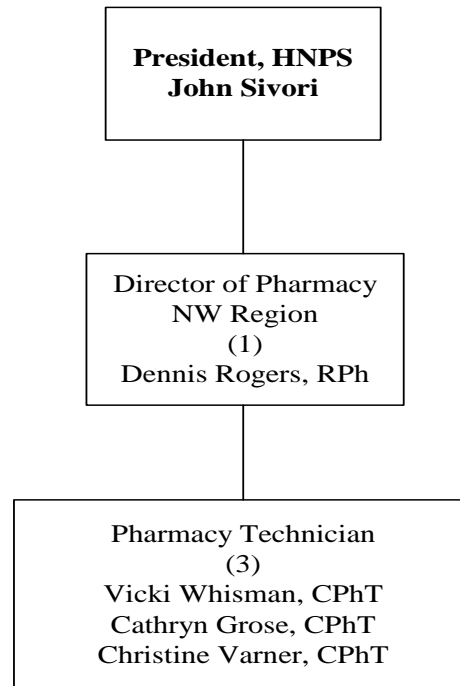 President, HNPS
John Sivori
Director of Pharmacy
NW Region
(1)
Dennis Rogers, RPh
Pharmacy Technician
(3)
Vicki Whisman, CPhT
Cathryn Grose, CPhT
Christine Varner, CPhT